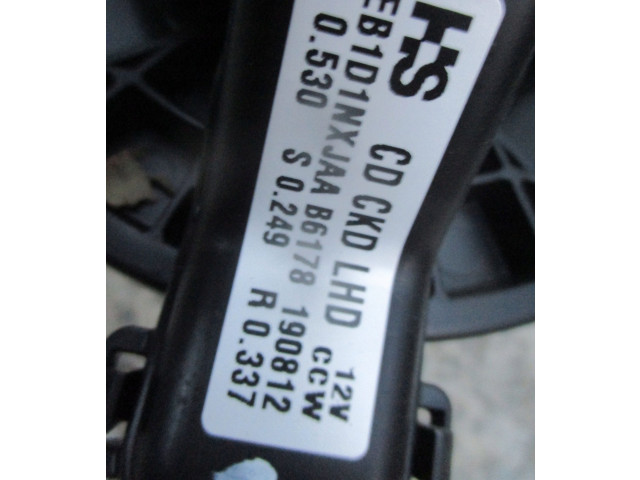 HS CD CKD LHD 12V
EB1D1NXJAA B6178 190812 CCW
0.530 S 0.249 R 0.337